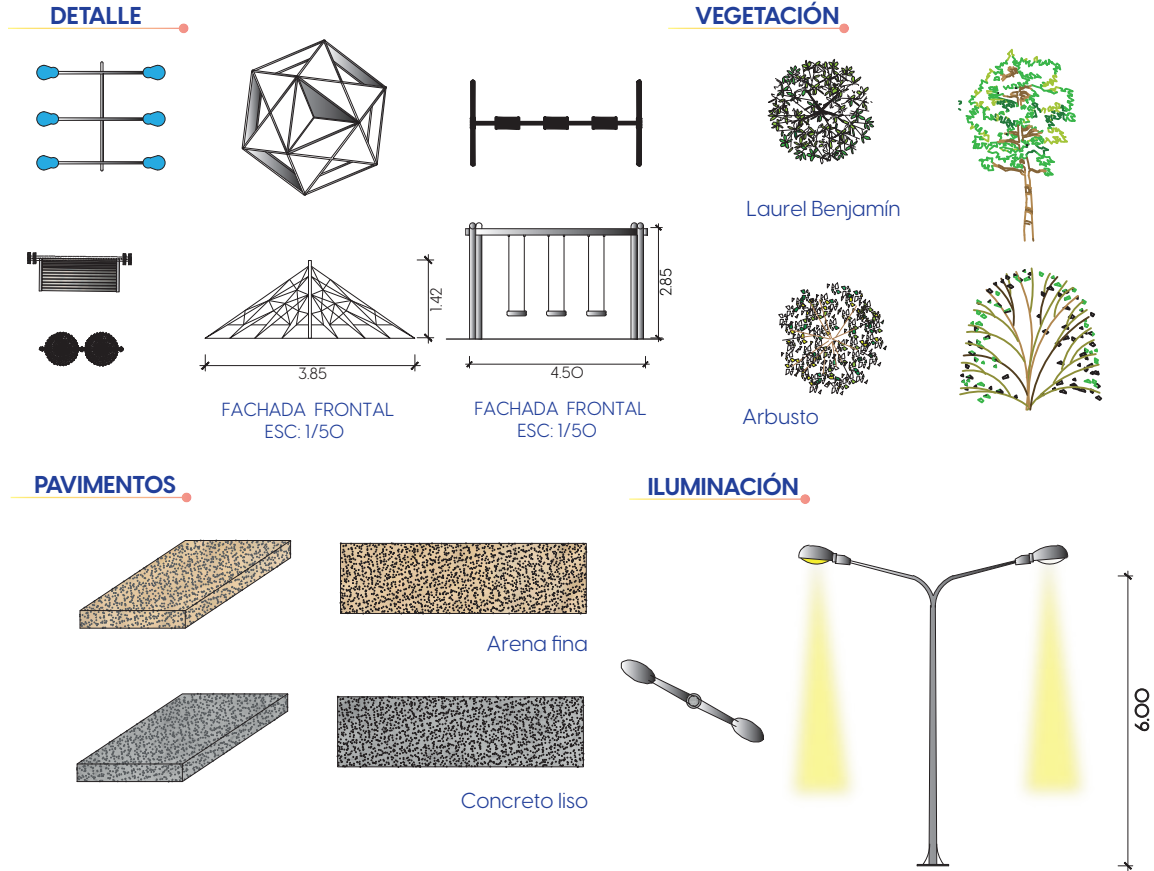 DETALLE
VEGETACIÓN
Laurel Benjamín
1.42
2.85
3.85
4.50
FACHADA FRONTAL
ESC: 1/50
FACHADA FRONTAL
ESC: 1/50
Arbusto
PAVIMENTOS
ILUMINACIÓN
Arena fina
6.00
Concreto liso